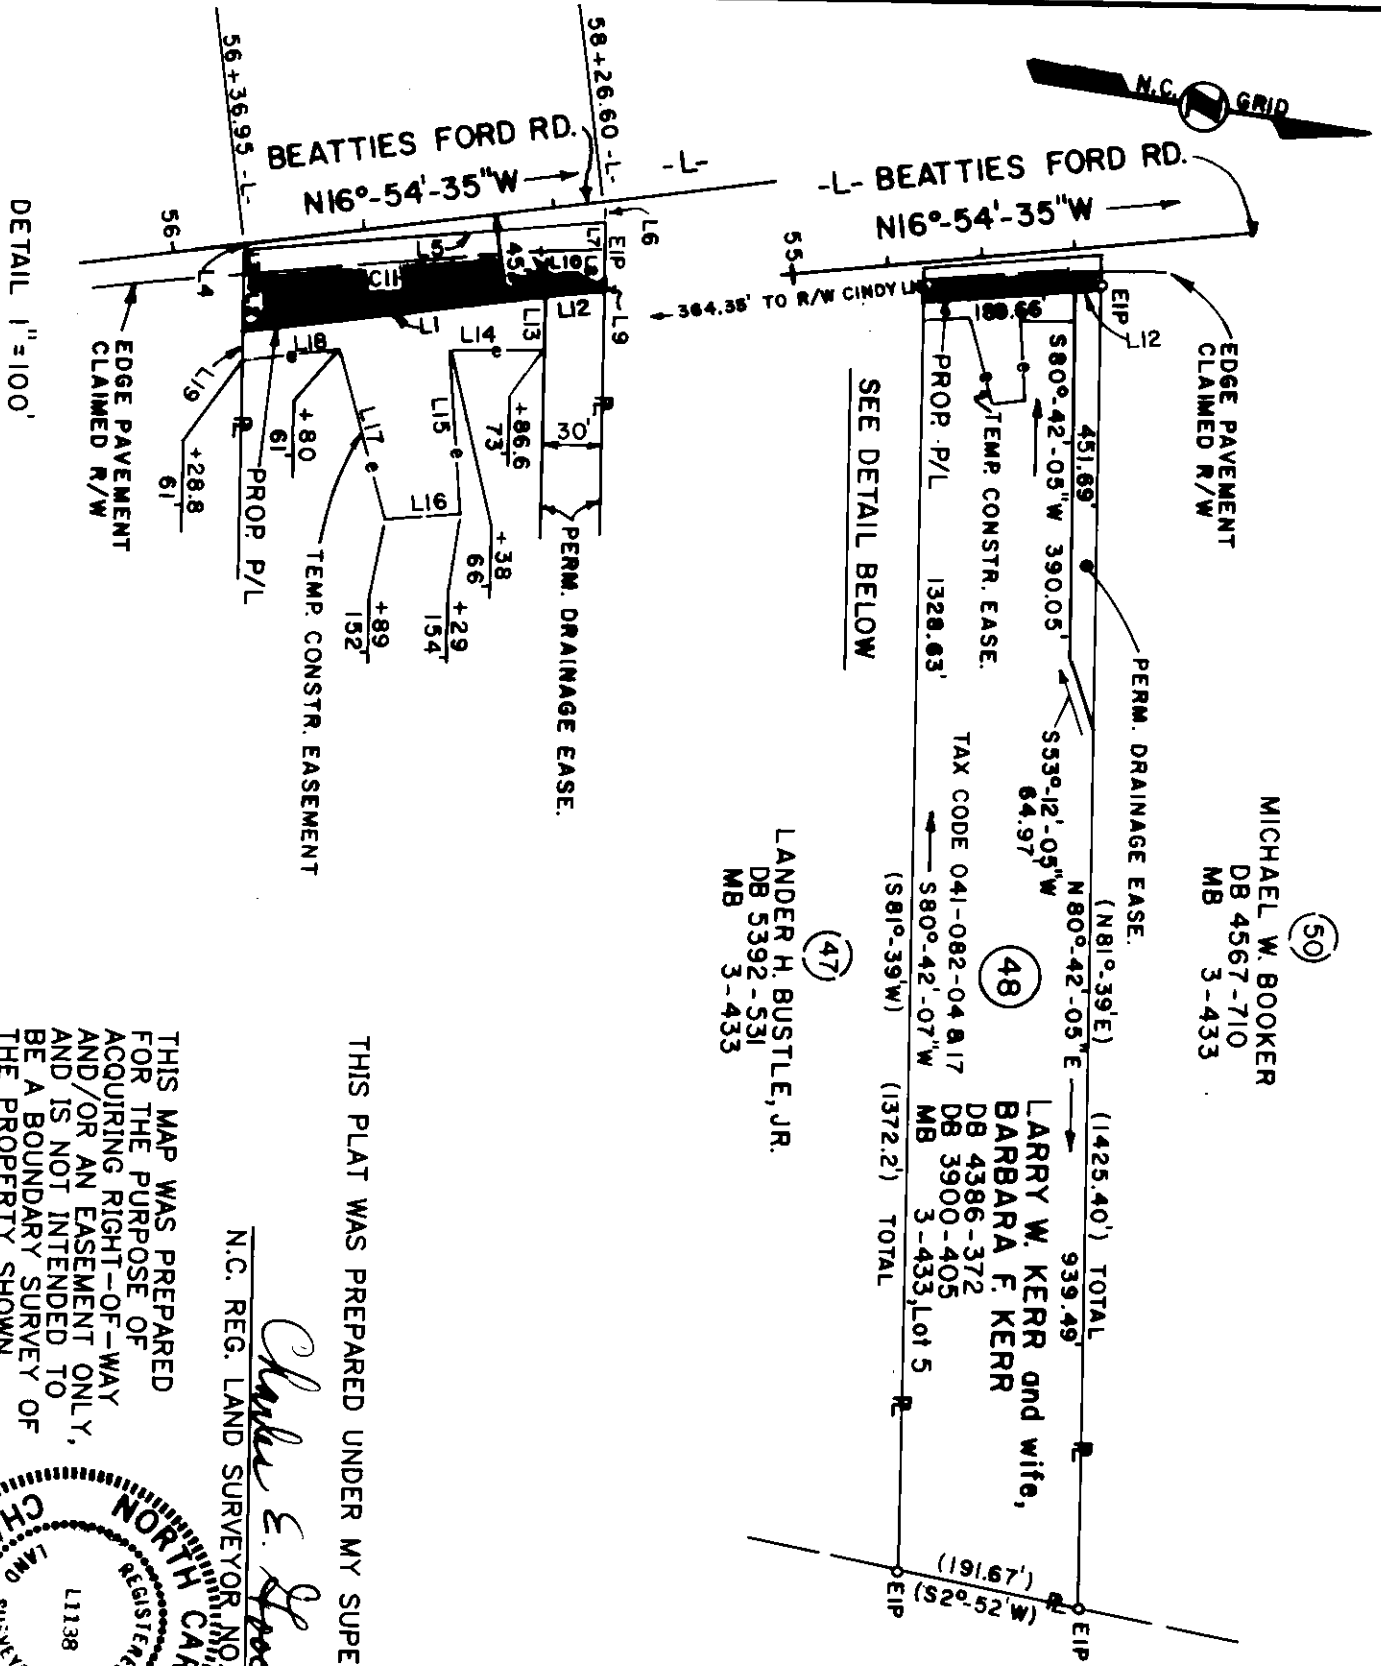 N.C. GRID
58+26.60 -L-
56+36.95 -L-
BEATTIES FORD RD.
N16°-54'-35"W
-L-
-L- BEATTIES FORD RD.
N16°-54'-35"W
56
55
L6
L7
EIP
L5
L10
C11
L4
L1
L12
L9
L13
L14
L18
L19
L15
L17
L16
30'
+86.6
73'
+80
61'
+28.8
61'
+38
66'
+29
154'
+89
152'
EDGE PAVEMENT
CLAIMED R/W
PROP. P/L
TEMP. CONSTR. EASEMENT
PERM. DRAINAGE EASE.
DETAIL 1"=100'
364.35' TO R/W CINDY LN
EIP
L12
EDGE PAVEMENT
CLAIMED R/W
PROP. P/L
TEMP. CONSTR. EASE.
S80°-42'-05"W 390.05'
451.69'
SEE DETAIL BELOW
1328.63'
PERM. DRAINAGE EASE.
S53°-12'-05"W
64.97'
(N81°-39'E) (1425.40') TOTAL
N80°-42'-05"E 939.49'
50
MICHAEL W. BOOKER
DB 4567-710
MB 3-433
48
LARRY W. KERR and wife,
BARBARA F. KERR
DB 4386-372
DB 3900-405
MB 3-433, Lot 5
TAX CODE 041-082-04 & 17
S80°-42'-07"W
(S81°-39'W) (1372.2') TOTAL
47
LANDER H. BUSTLE, JR.
DB 5392-531
MB 3-433
(191.67')
(S2°-52'W)
EIP
EIP
THIS PLAT WAS PREPARED UNDER MY SUPE
Charles E.
N.C. REG. LAND SURVEYOR NO.
THIS MAP WAS PREPARED
FOR THE PURPOSE OF
ACQUIRING RIGHT-OF-WAY
AND/OR AN EASEMENT ONLY,
AND IS NOT INTENDED TO
BE A BOUNDARY SURVEY OF
THE PROPERTY SHOWN
NORTH CAR
REGISTERE
L1138
LAND